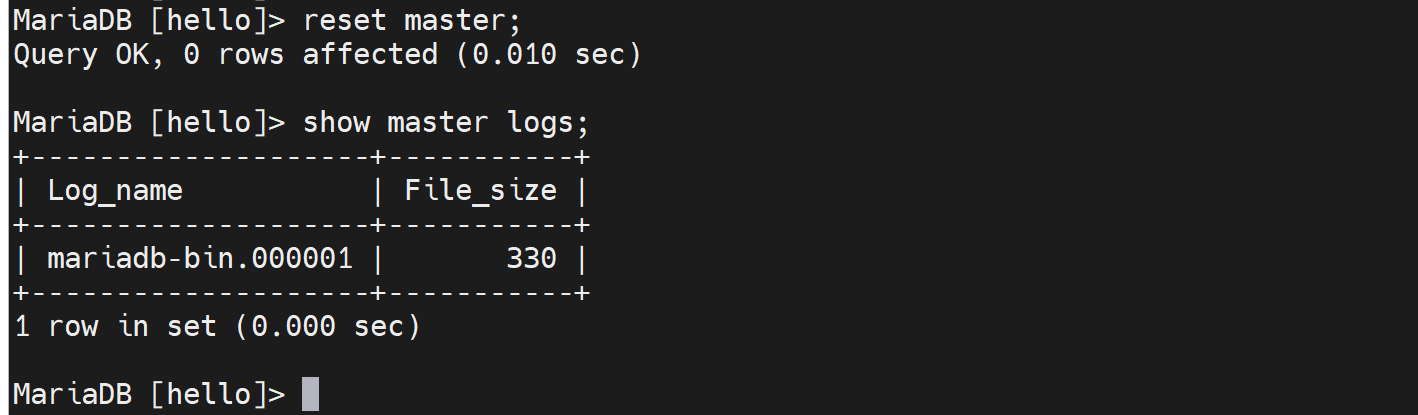 MariaDB [hello]> reset master;
Query OK, 0 rows affected (0.010 sec)
MariaDB [hello]> show master logs;
+--------------------+-----------+
| Log_name           | File_size |
+--------------------+-----------+
| mariadb-bin.000001 |       330 |
+--------------------+-----------+
1 row in set (0.000 sec)
MariaDB [hello]>